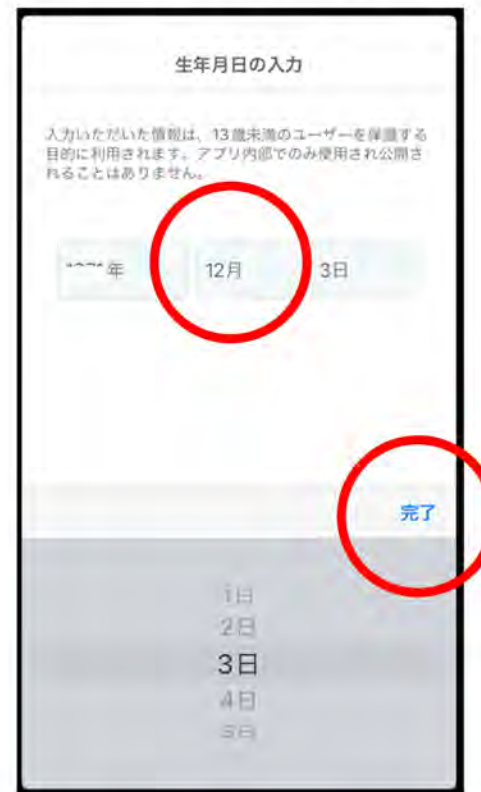 生年月日の入力
入力いただいた情報は、13歳未満のユーザーを保護する
目的に利用されます。アプリ内部でのみ使用され公開さ
れることはありません。
年 12月 3日
完了
1日
2日
3日
4日
5日